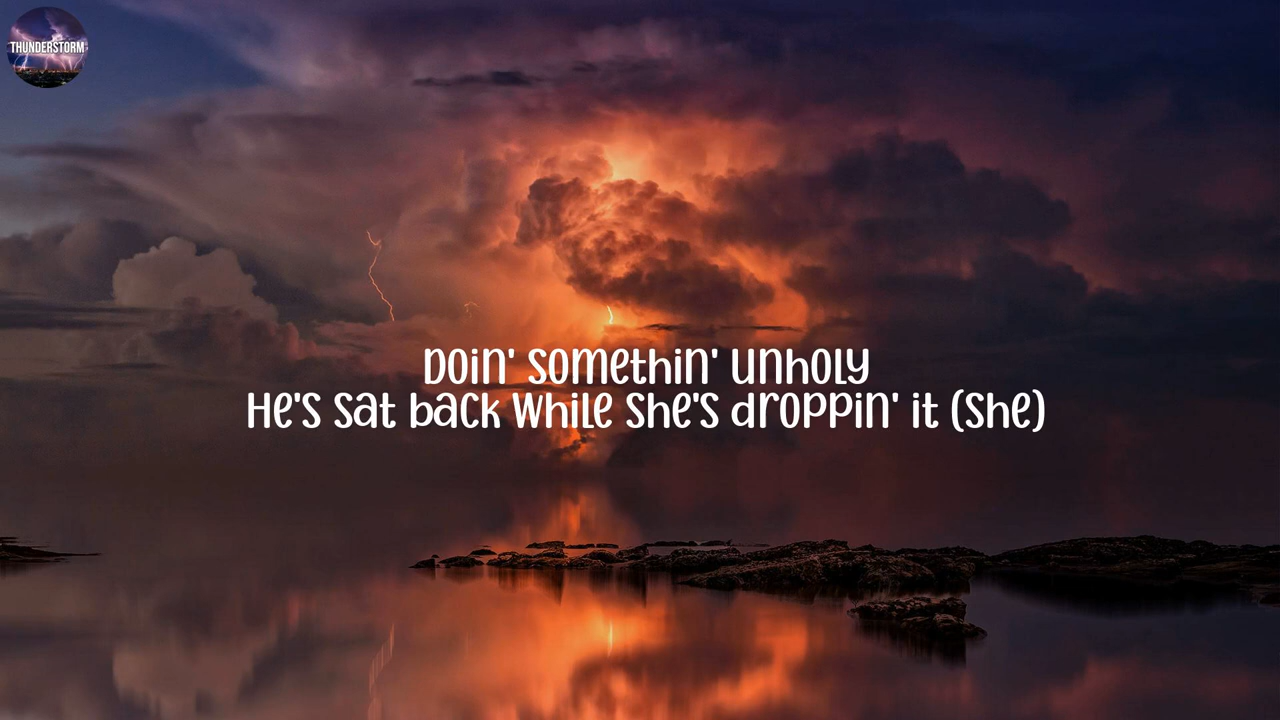 THUNDERSTORM
Doin' somethin' unholy
He's sat back while she's droppin' it (She)